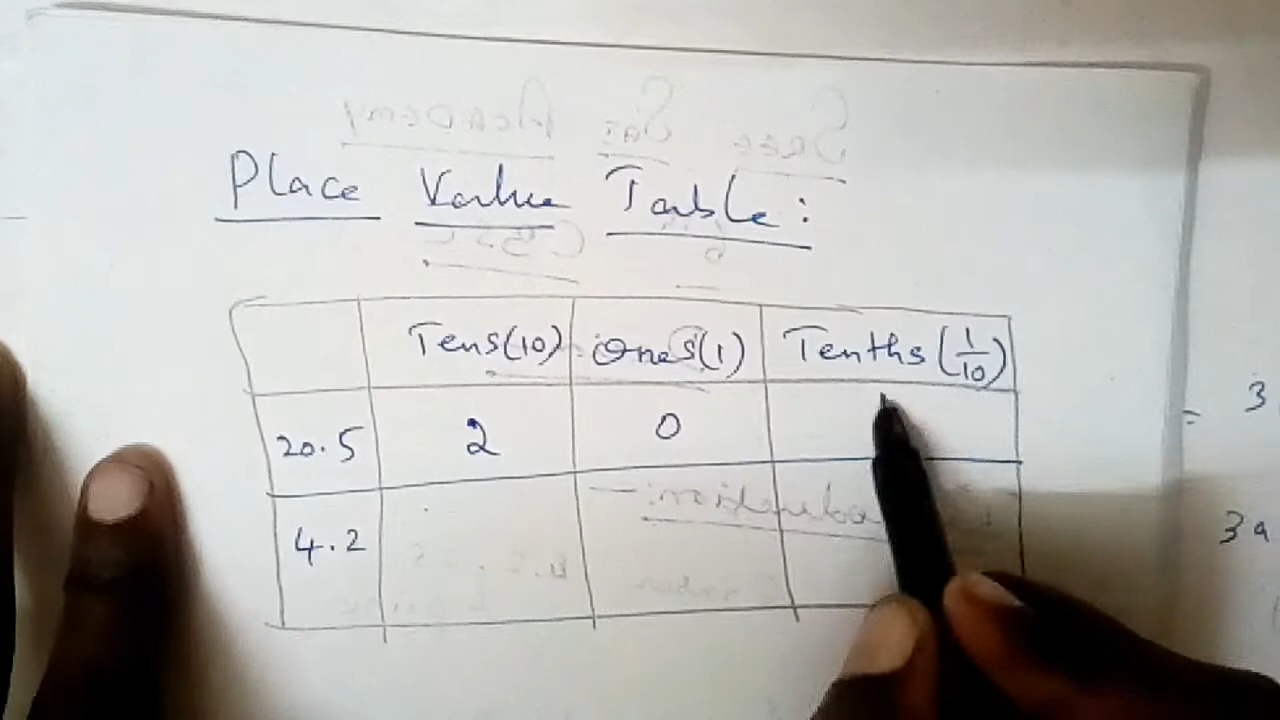 Place Value Table:
Tens(10) Ones(1) Tenths(1/10)
20.5 2 0
4.2
= 3
3a